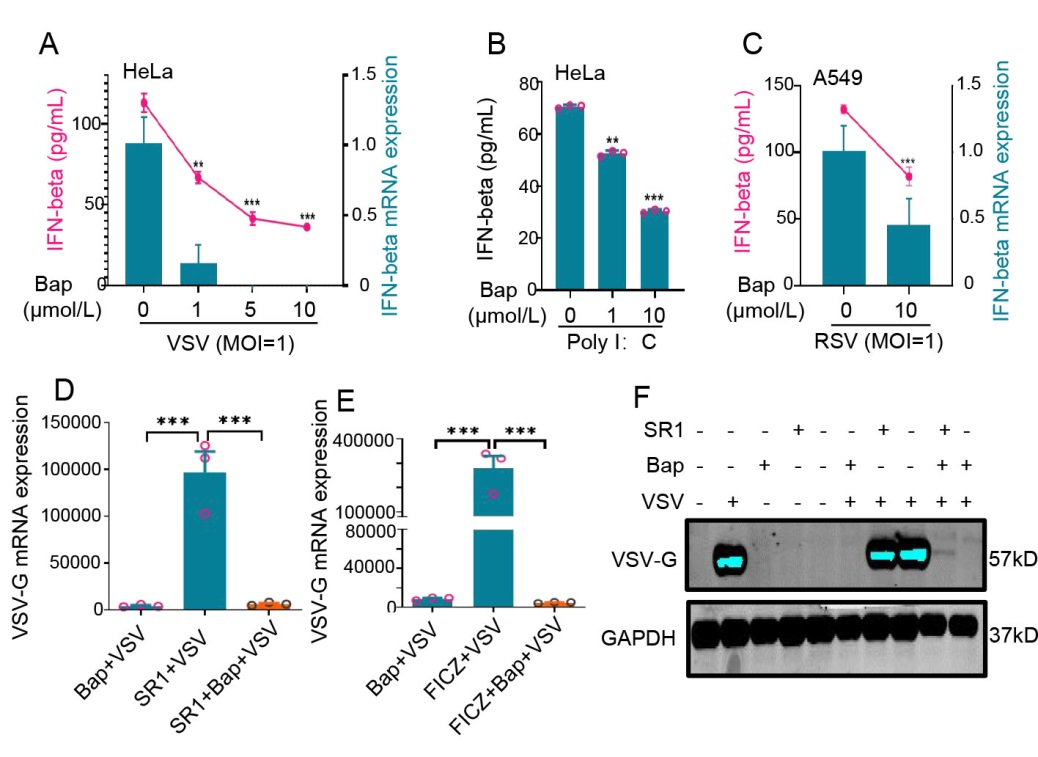 A
HeLa
IFN-beta (pg/mL)
100
50
0
1.5
1.0
0.5
0
IFN-beta mRNA expression
**
***
***
Bap
(μmol/L)
0 1 5 10
VSV (MOI=1)
B
HeLa
IFN-beta (pg/mL)
80
60
40
20
0
**
***
Bap
(μmol/L)
0 1 10
Poly I: C
C
A549
IFN-beta (pg/mL)
150
100
50
0
1.5
1.0
0.5
0
IFN-beta mRNA expression
***
Bap
(μmol/L)
0 10
RSV (MOI=1)
D
VSV-G mRNA expression
150000
100000
100000
50000
0
*** ***
Bap+VSV
SR1+VSV
SR1+Bap+VSV
E
VSV-G mRNA expression
400000
100000
80000
40000
0
*** ***
Bap+VSV
FICZ+VSV
FICZ+Bap+VSV
F
SR1 - - - + - - + - + -
Bap - - + - - + - - + +
VSV - + - - - + + + + +
VSV-G 57kD
GAPDH 37kD